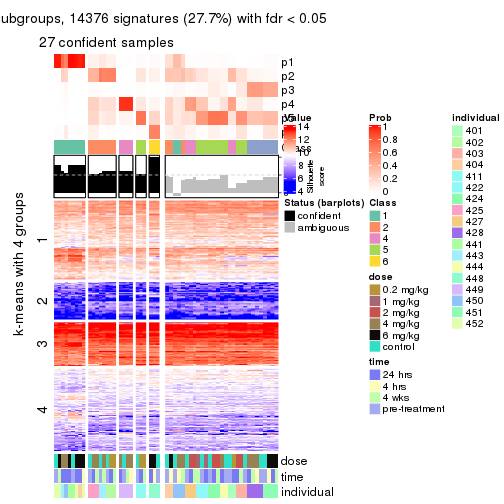 ubgroups, 14376 signatures (27.7%) with fdr < 0.05
27 confident samples
p1
p2
p3
p4
Value
14
12
10
8
6
4
Silhouette
score
Prob
1
0.8
0.6
0.4
0.2
0
Class
1
2
4
5
6
Status (barplots)
confident
ambiguous
dose
0.2 mg/kg
1 mg/kg
2 mg/kg
4 mg/kg
6 mg/kg
control
time
24 hrs
4 hrs
4 wks
pre-treatment
individual
401
402
403
404
411
422
424
425
427
428
441
443
444
448
449
450
451
452
k-means with 4 groups
1
2
3
4
dose
time
individual